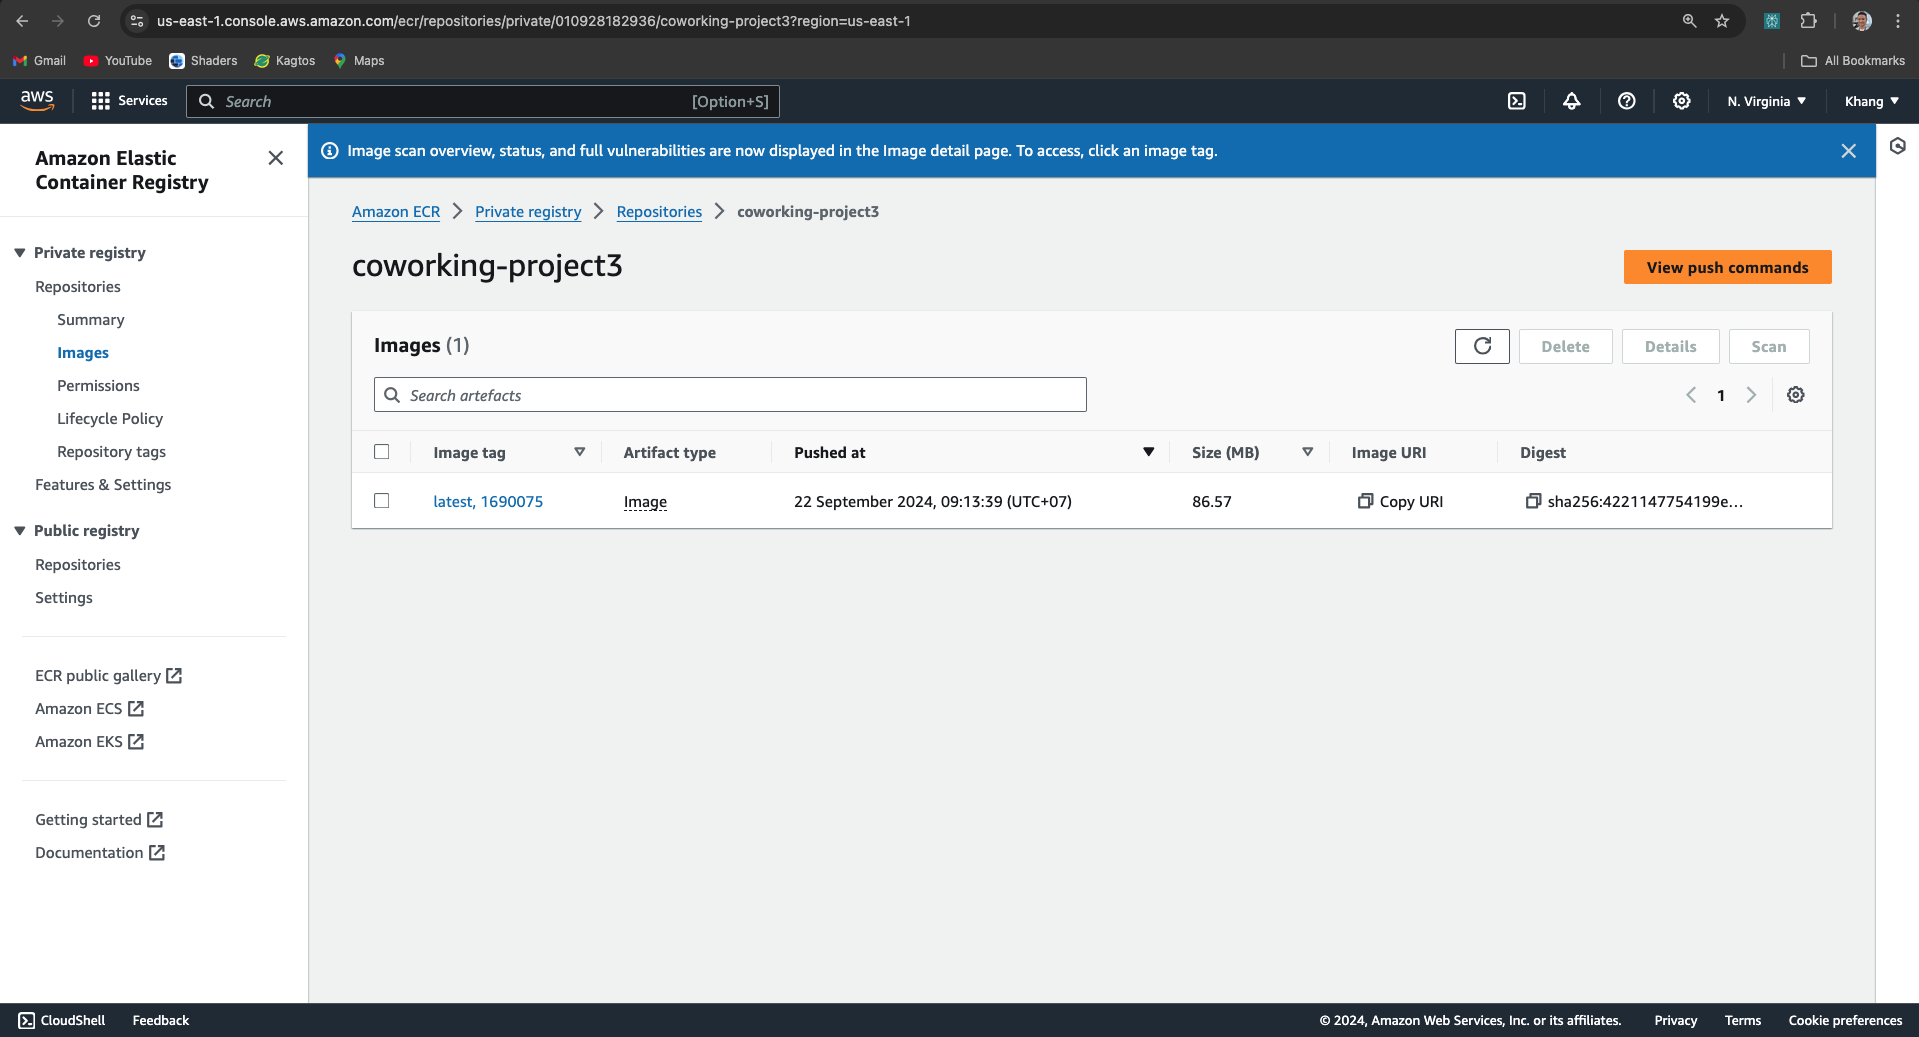 us-east-1.console.aws.amazon.com/ecr/repositories/private/010928182936/coworking-project3?region=us-east-1
Gmail YouTube Shaders Kagtos Maps All Bookmarks
aws Services Search [Option+S] N. Virginia Khang
Amazon Elastic Container Registry
Private registry
Repositories
Summary
Images
Permissions
Lifecycle Policy
Repository tags
Features & Settings
Public registry
Repositories
Settings
ECR public gallery
Amazon ECS
Amazon EKS
Getting started
Documentation
Image scan overview, status, and full vulnerabilities are now displayed in the Image detail page. To access, click an image tag.
Amazon ECR Private registry Repositories coworking-project3
coworking-project3 View push commands
Images (1) Delete Details Scan
Search artefacts 1
Image tag Artifact type Pushed at Size (MB) Image URI Digest
latest, 1690075 Image 22 September 2024, 09:13:39 (UTC+07) 86.57 Copy URI sha256:4221147754199e...
CloudShell Feedback © 2024, Amazon Web Services, Inc. or its affiliates. Privacy Terms Cookie preferences